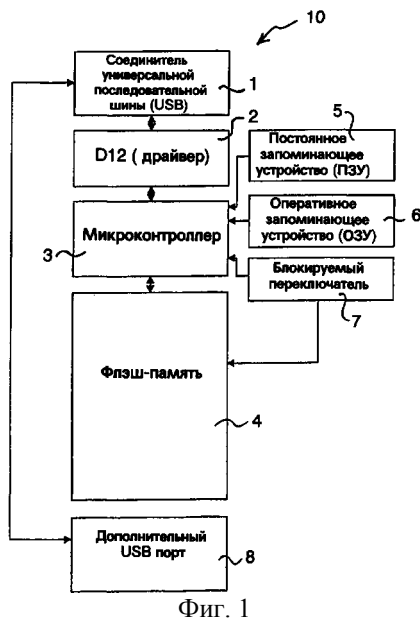 10
Соединитель
универсальной
последовательной
шины (USB)
1
2
D12 ( драйвер)
5
Постоянное
запоминающее
устройство (ПЗУ)
Оперативное
запоминающее
устройство (ОЗУ)
6
Микроконтроллер
3
Блокируемый
переключатель
7
Флэш-память
4
Дополнительный
USB порт
8
Фиг. 1